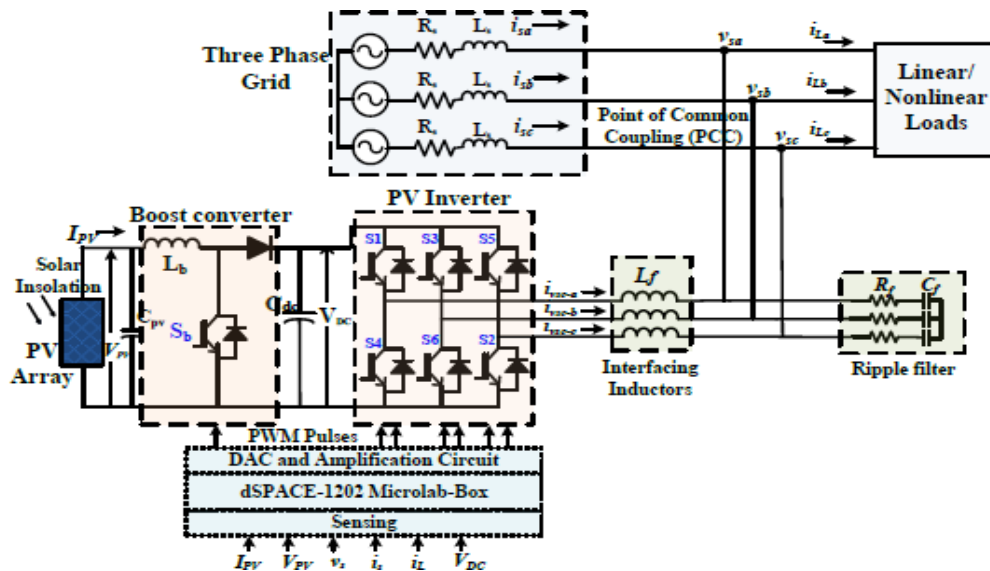 Three Phase
Grid
Rs Ls isa
Rs Ls isb
Rs Ls isc
vsa
vsb
vsc
iLa
iLb
iLc
Point of Common
Coupling (PCC)
Linear/
Nonlinear
Loads
Boost converter
PV Inverter
IPV
Solar
Insolation
PV
Array
VPV
Cpv
Lb
Sb
Cdc
VDC
S1 S3 S5
S4 S6 S2
ivsc-a
ivsc-b
ivsc-c
Lf
Interfacing
Inductors
Rf Cf
Ripple filter
PWM Pulses
DAC and Amplification Circuit
dSPACE-1202 Microlab-Box
Sensing
IPV VPV vs is iL VDC